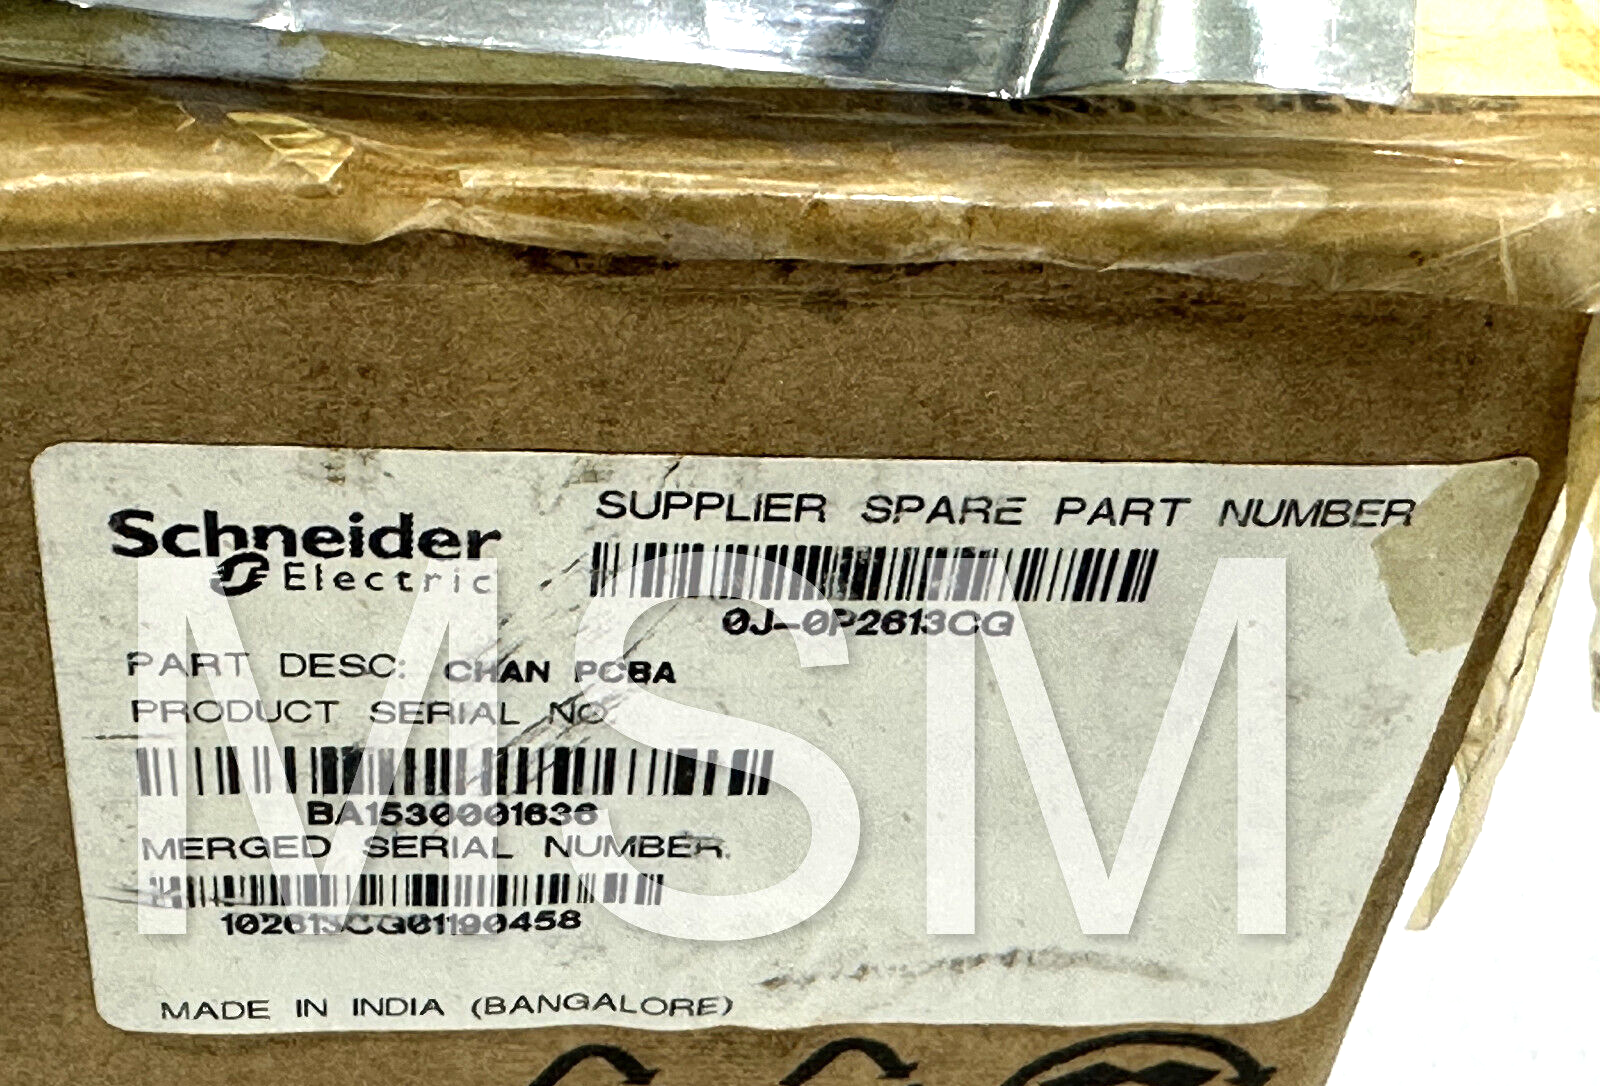 Schneider
Electric
SUPPLIER SPARE PART NUMBER
0J-0P2613CG
PART DESC: CHAN PCBA
PRODUCT SERIAL NO.
BA1530001636
MERGED SERIAL NUMBER.
102613CG01190458
MADE IN INDIA (BANGALORE)
MSM